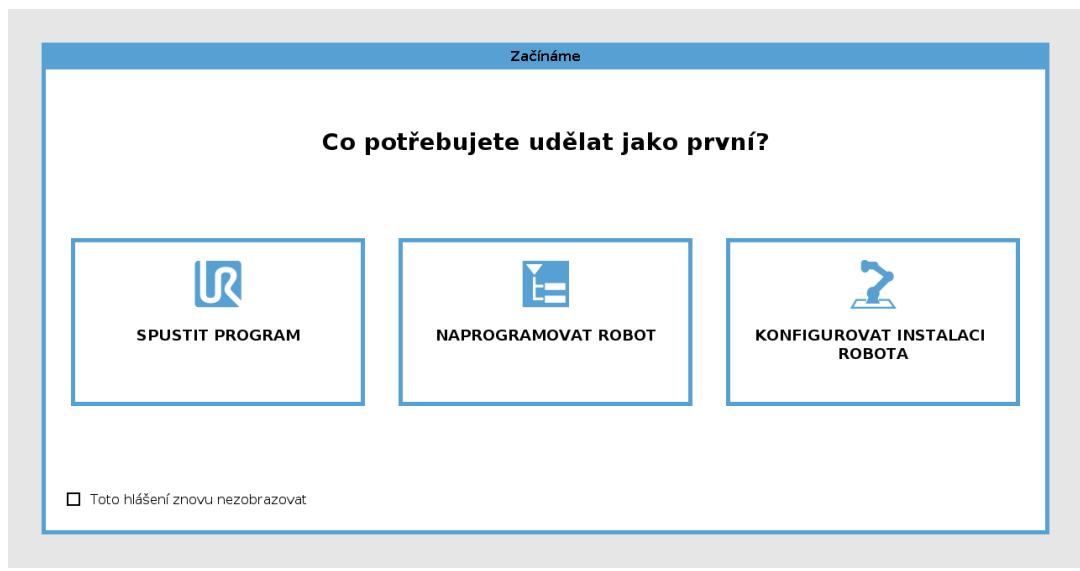 Začínáme
Co potřebujete udělat jako první?
SPUSTIT PROGRAM
NAPROGRAMOVAT ROBOT
KONFIGUROVAT INSTALACI
ROBOTA
Toto hlášení znovu nezobrazovat